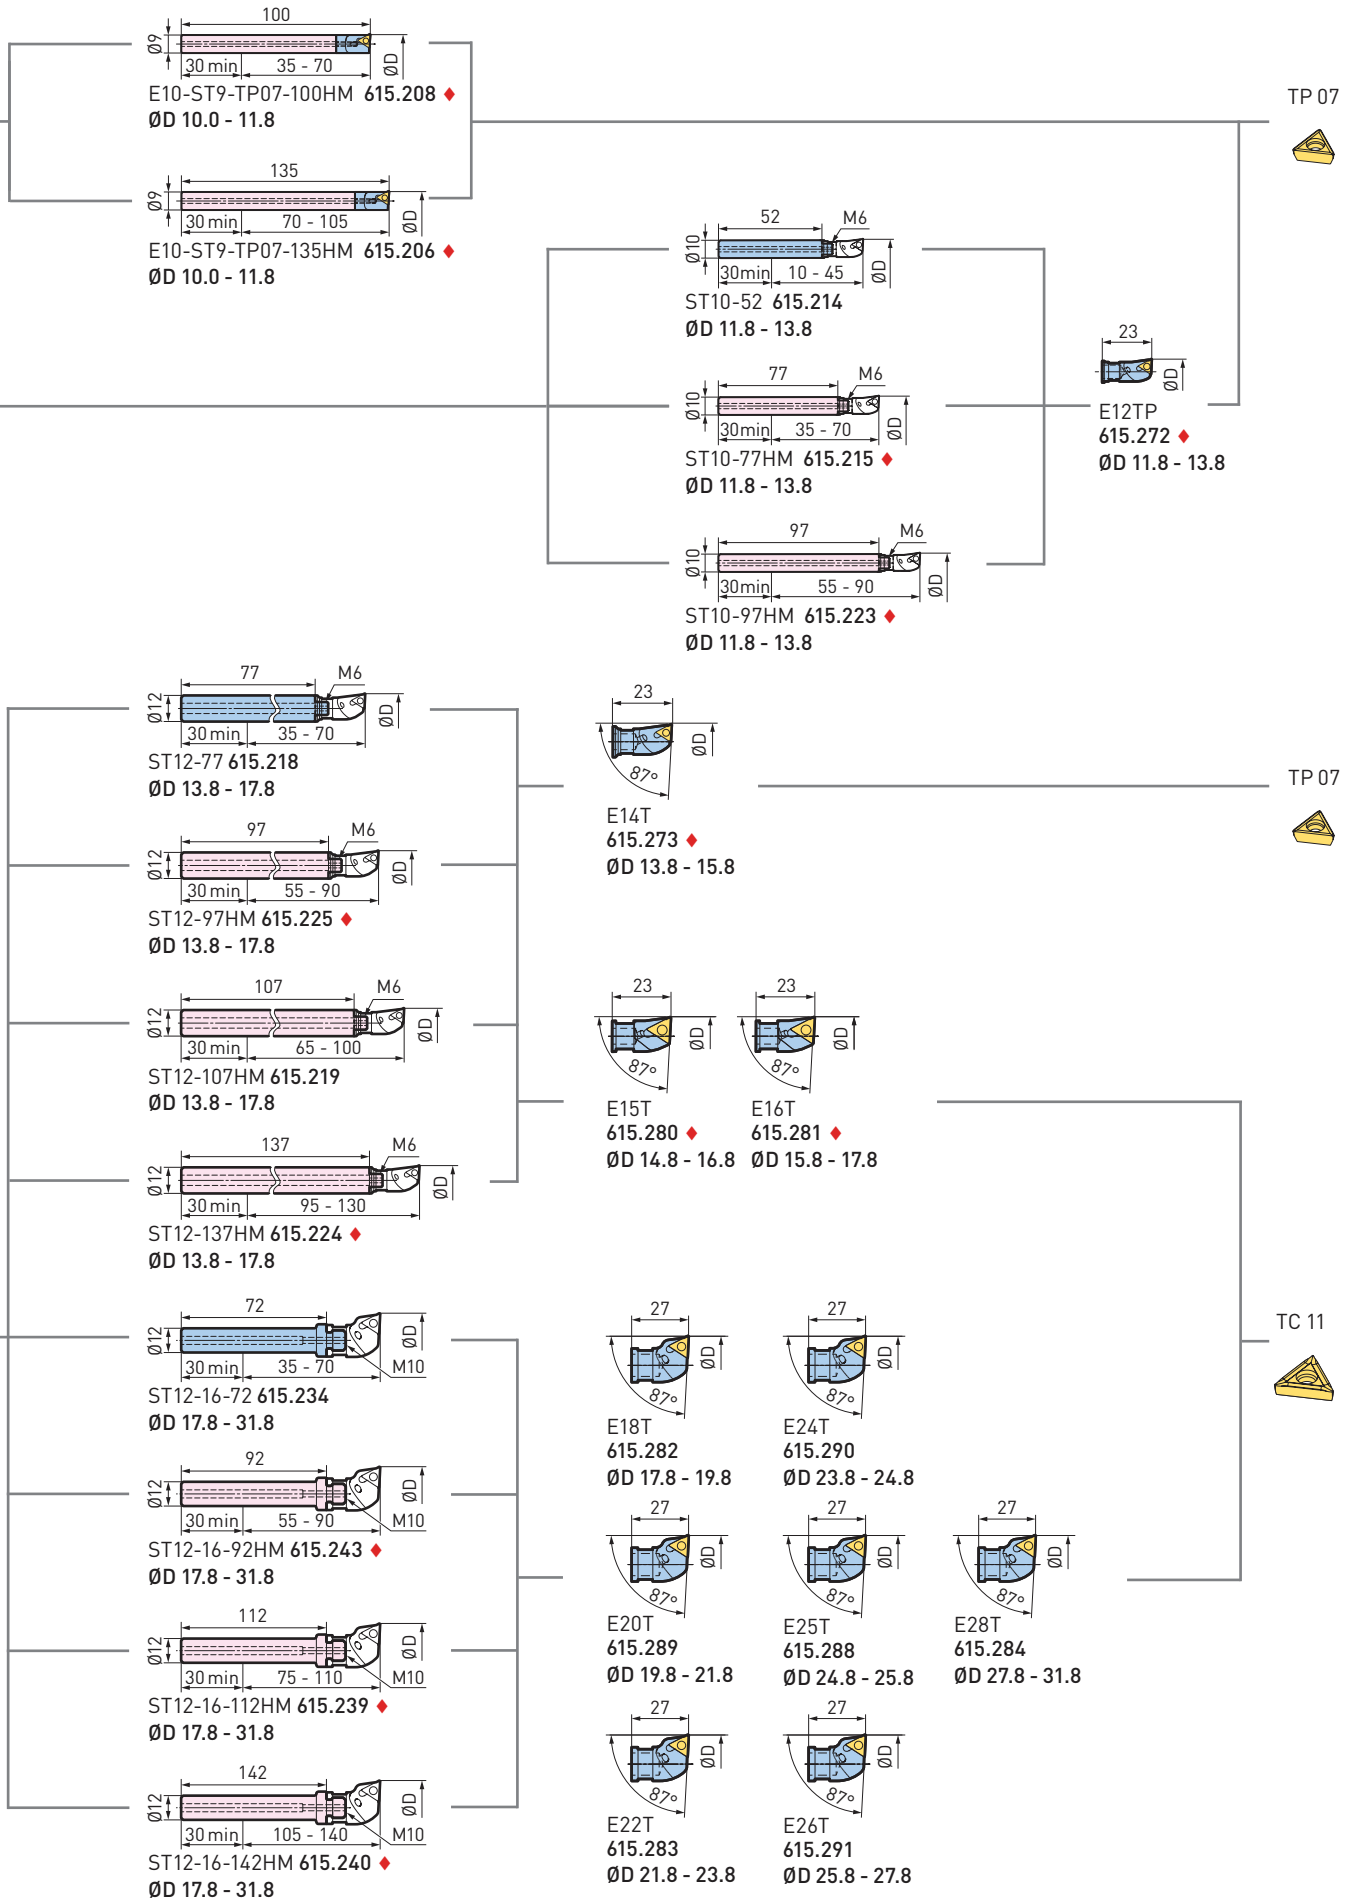 100
Ø9
30 min 35 - 70
ØD
E10-ST9-TP07-100HM 615.208 ♦
ØD 10.0 - 11.8
TP 07
135
Ø9
30 min 70 - 105
ØD
E10-ST9-TP07-135HM 615.206 ♦
ØD 10.0 - 11.8
52 M6
Ø10
30min 10 - 45
ØD
ST10-52 615.214
ØD 11.8 - 13.8
77 M6
Ø10
30min 35 - 70
ØD
ST10-77HM 615.215 ♦
ØD 11.8 - 13.8
97 M6
Ø10
30min 55 - 90
ØD
ST10-97HM 615.223 ♦
ØD 11.8 - 13.8
23
ØD
E12TP
615.272 ♦
ØD 11.8 - 13.8
77 M6
Ø12
30 min 35 - 70
ØD
ST12-77 615.218
ØD 13.8 - 17.8
97 M6
Ø12
30 min 55 - 90
ØD
ST12-97HM 615.225 ♦
ØD 13.8 - 17.8
107 M6
Ø12
30 min 65 - 100
ØD
ST12-107HM 615.219
ØD 13.8 - 17.8
137 M6
Ø12
30 min 95 - 130
ØD
ST12-137HM 615.224 ♦
ØD 13.8 - 17.8
23
ØD
87°
E14T
615.273 ♦
ØD 13.8 - 15.8
TP 07
23
ØD
87°
E15T
615.280 ♦
ØD 14.8 - 16.8
23
ØD
87°
E16T
615.281 ♦
ØD 15.8 - 17.8
72
Ø12
30 min 35 - 70
ØD
M10
ST12-16-72 615.234
ØD 17.8 - 31.8
92
Ø12
30 min 55 - 90
ØD
M10
ST12-16-92HM 615.243 ♦
ØD 17.8 - 31.8
112
Ø12
30 min 75 - 110
ØD
M10
ST12-16-112HM 615.239 ♦
ØD 17.8 - 31.8
142
Ø12
30 min 105 - 140
ØD
M10
ST12-16-142HM 615.240 ♦
ØD 17.8 - 31.8
27
ØD
87°
E18T
615.282
ØD 17.8 - 19.8
27
ØD
87°
E24T
615.290
ØD 23.8 - 24.8
27
ØD
87°
E20T
615.289
ØD 19.8 - 21.8
27
ØD
87°
E25T
615.288
ØD 24.8 - 25.8
27
ØD
87°
E28T
615.284
ØD 27.8 - 31.8
27
ØD
87°
E22T
615.283
ØD 21.8 - 23.8
27
ØD
87°
E26T
615.291
ØD 25.8 - 27.8
TC 11